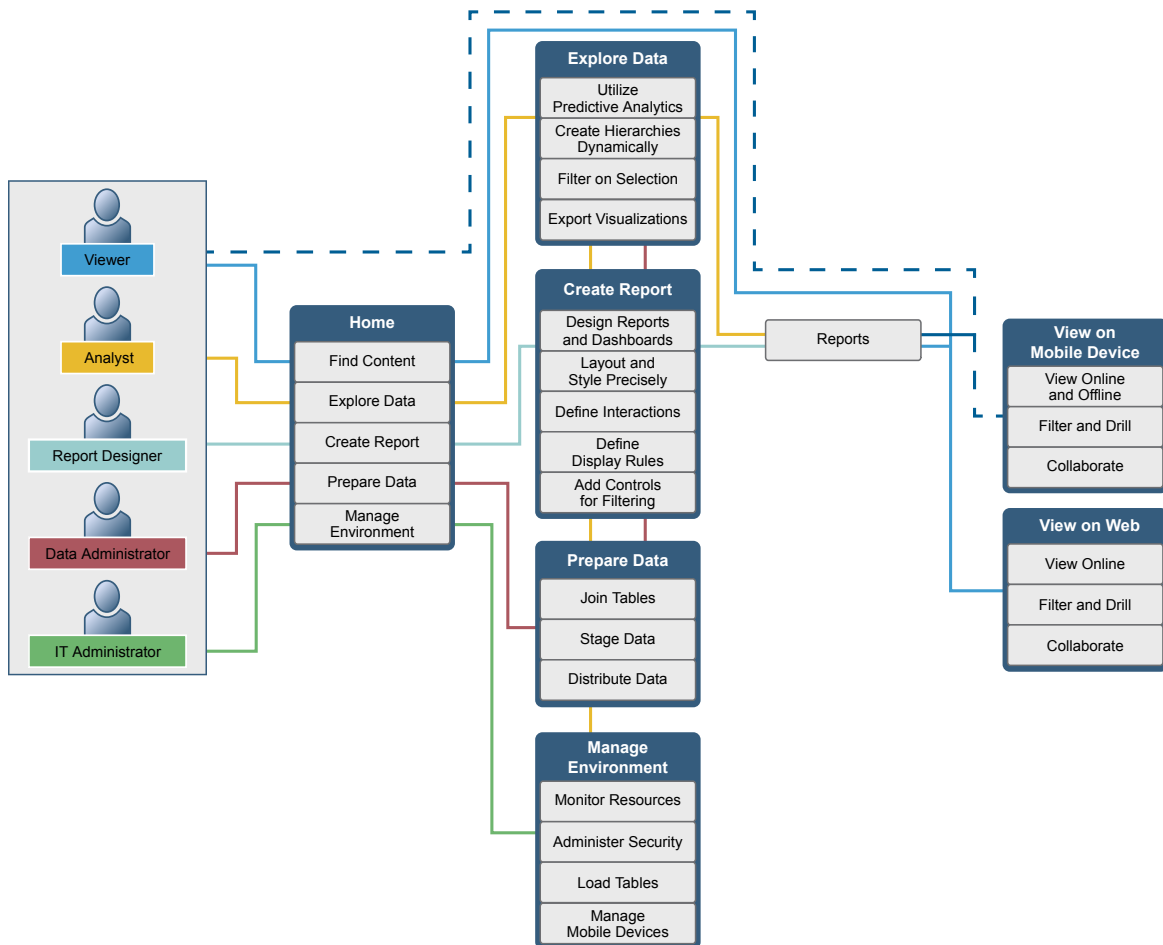 Viewer
Analyst
Report Designer
Data Administrator
IT Administrator
Home
Find Content
Explore Data
Create Report
Prepare Data
Manage
Environment
Explore Data
Utilize
Predictive Analytics
Create Hierarchies
Dynamically
Filter on Selection
Export Visualizations
Create Report
Design Reports
and Dashboards
Layout and
Style Precisely
Define Interactions
Define
Display Rules
Add Controls
for Filtering
Prepare Data
Join Tables
Stage Data
Distribute Data
Manage
Environment
Monitor Resources
Administer Security
Load Tables
Manage
Mobile Devices
Reports
View on
Mobile Device
View Online
and Offline
Filter and Drill
Collaborate
View on Web
View Online
Filter and Drill
Collaborate